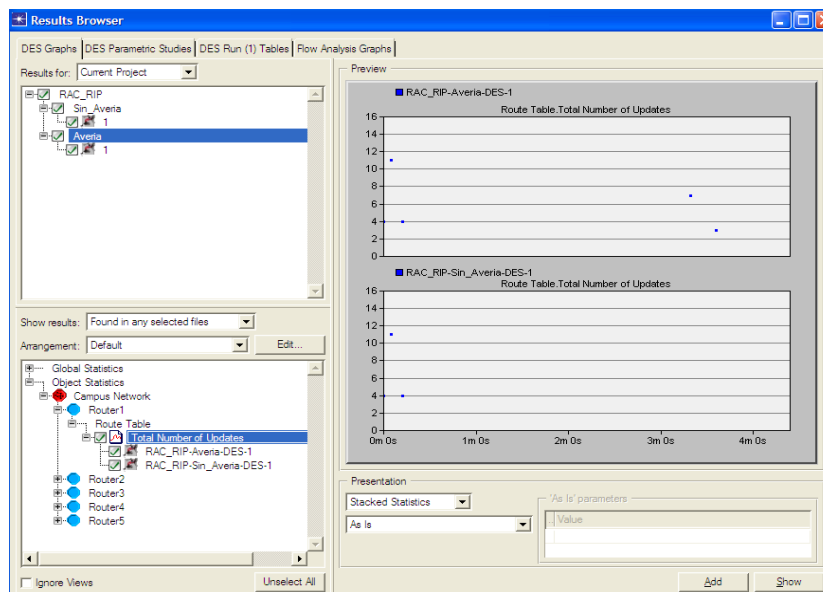 Results Browser
DES Graphs DES Parametric Studies DES Run (1) Tables Flow Analysis Graphs
Results for: Current Project
RAC_RIP
Sin_Averia
1
Averia
1
Show results: Found in any selected files
Arrangement: Default Edit...
Global Statistics
Object Statistics
Campus Network
Router1
Route Table
Total Number of Updates
RAC_RIP-Averia-DES-1
RAC_RIP-Sin_Averia-DES-1
Router2
Router3
Router4
Router5
Ignore Views Unselect All
Preview
RAC_RIP-Averia-DES-1
Route Table.Total Number of Updates
16
14
12
10
8
6
4
2
0
RAC_RIP-Sin_Averia-DES-1
Route Table.Total Number of Updates
16
14
12
10
8
6
4
2
0
0m 0s 1m 0s 2m 0s 3m 0s 4m 0s
Presentation
Stacked Statistics
As Is
'As Is' parameters
Value
Add Show